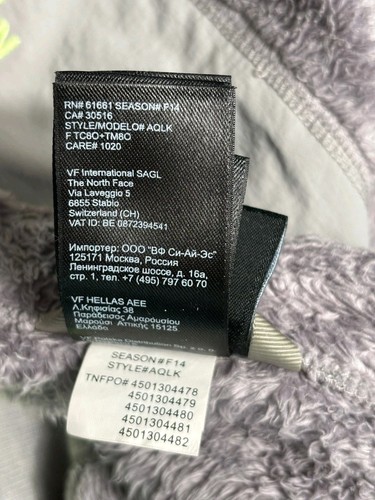 RN# 61661 SEASON# F14
CA# 30516
STYLE/MODELO# AQLK
F TC6O+TM8O
CARE# 1020
VF International SAGL
The North Face
Via Laveggio 5
6855 Stabio
Switzerland (CH)
VAT ID: BE 0872394541
Импортер: ООО "ВФ Си-Ай-Эс"
125171 Москва, Россия
Ленинградское шоссе, д. 16а,
стр. 1, тел: +7 (495) 797 60 70
VF HELLAS AEE
Λ.Κηφισίας 38
Παράδεισος Αμαρουσίου
Μαρούσι Αττικής 15125
Ελλάδα
SEASON#F14
STYLE#AQLK
TNFPO# 4501304478
4501304479
4501304480
4501304481
4501304482